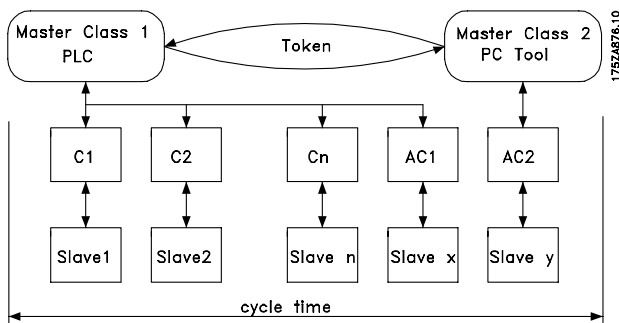 Master Class 1
PLC
Token
Master Class 2
PC Tool
175ZA876.10
C1
C2
Cn
AC1
AC2
Slave1
Slave2
Slave n
Slave x
Slave y
cycle time